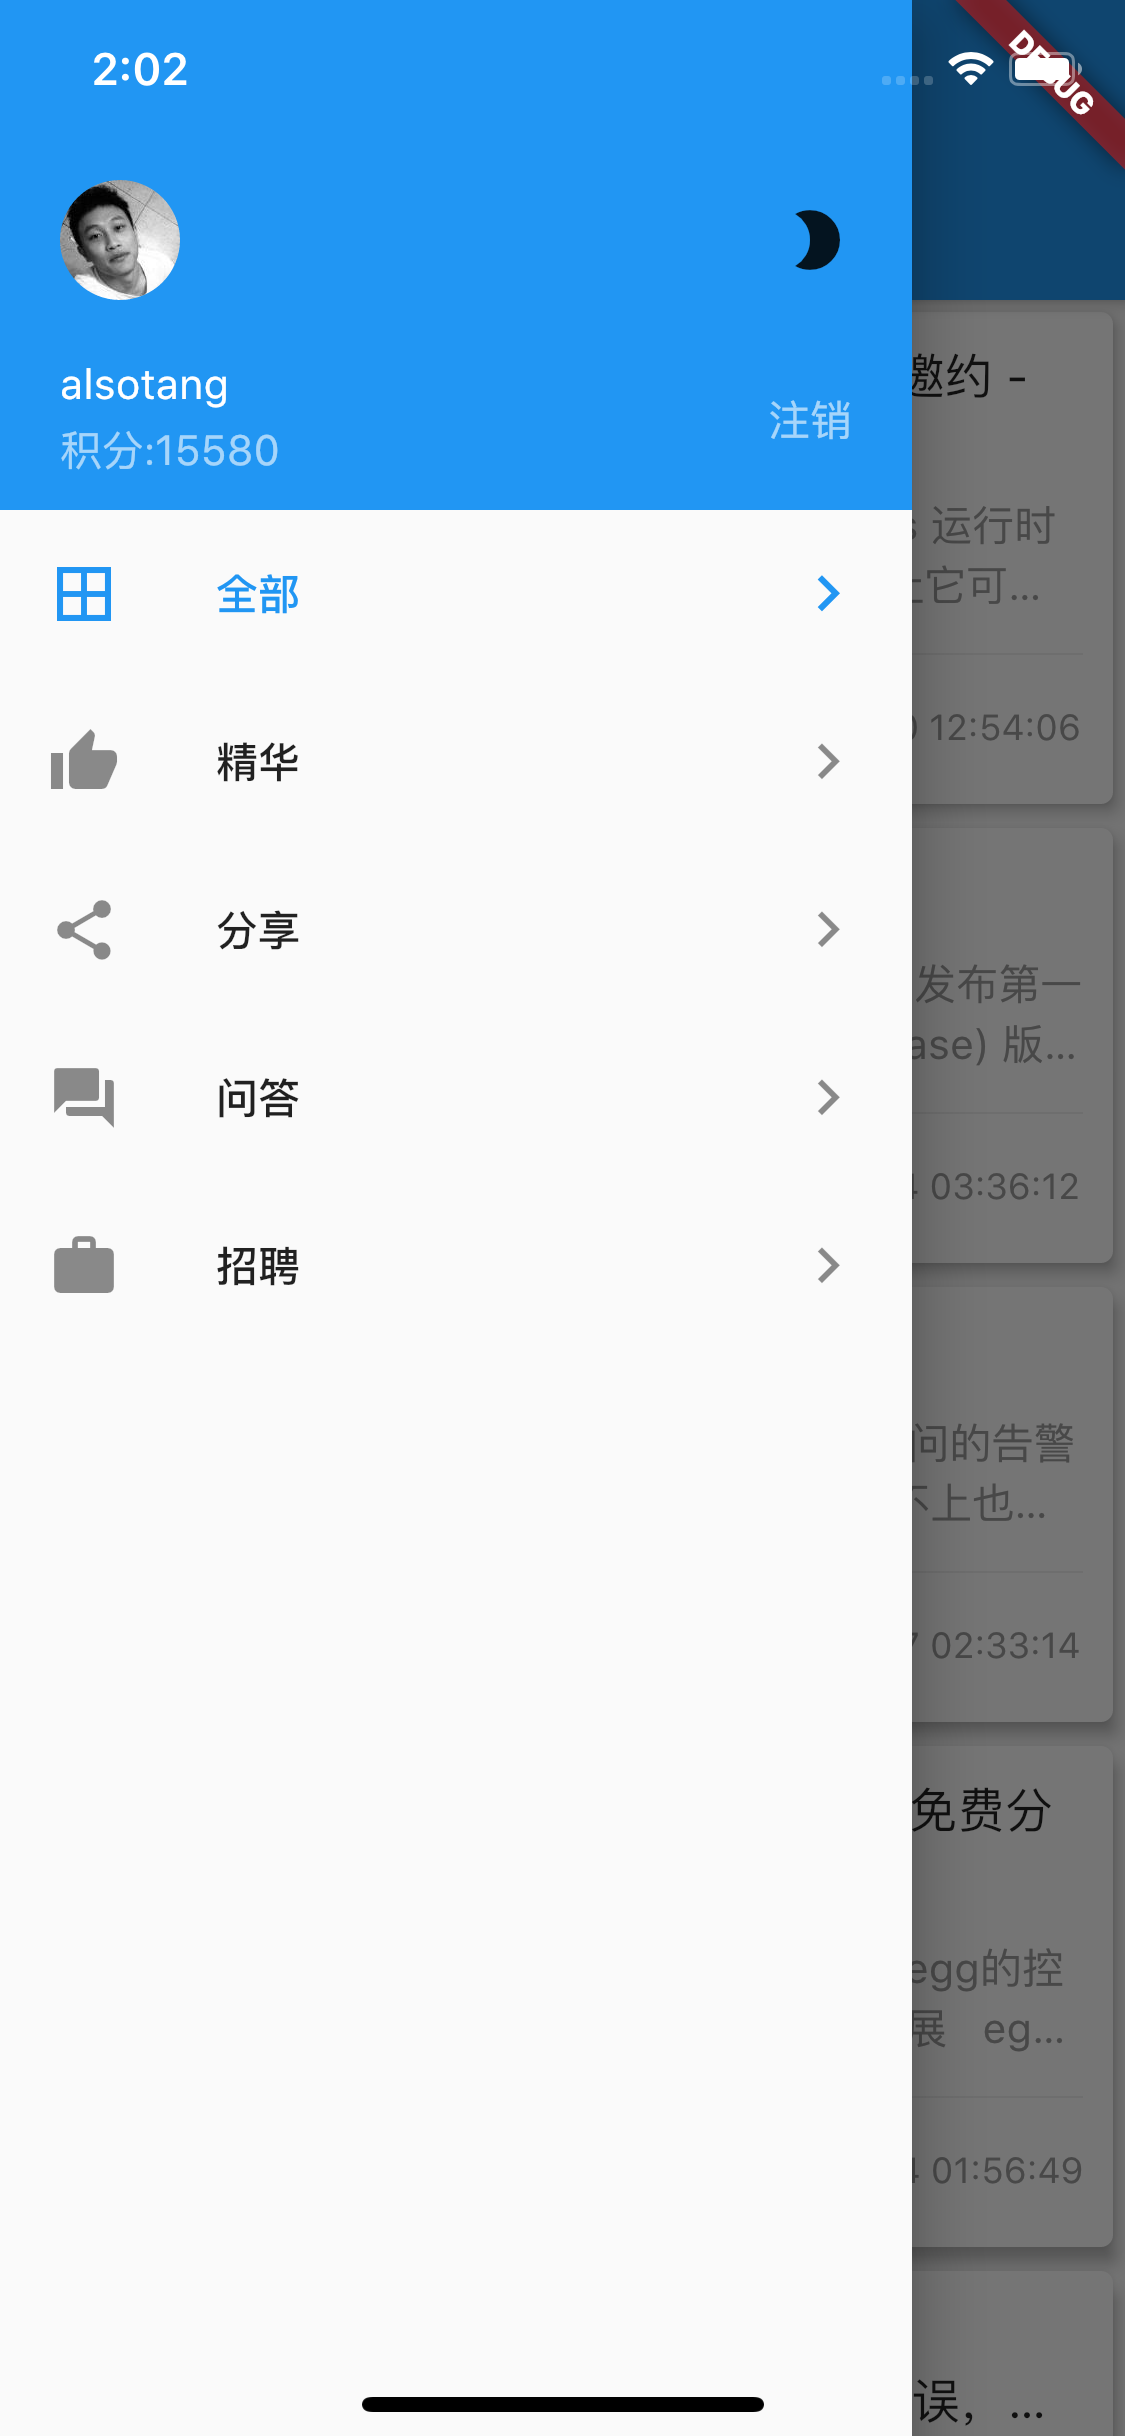 2:02
DEBUG
alsotang
积分:15580
注销
全部
精华
分享
问答
招聘
邀约 -
运行时
它可...
12:54:06
发布第一
ase) 版...
03:36:12
问的告警
不上也...
02:33:14
免费分
egg的控
展 eg...
01:56:49
误，...